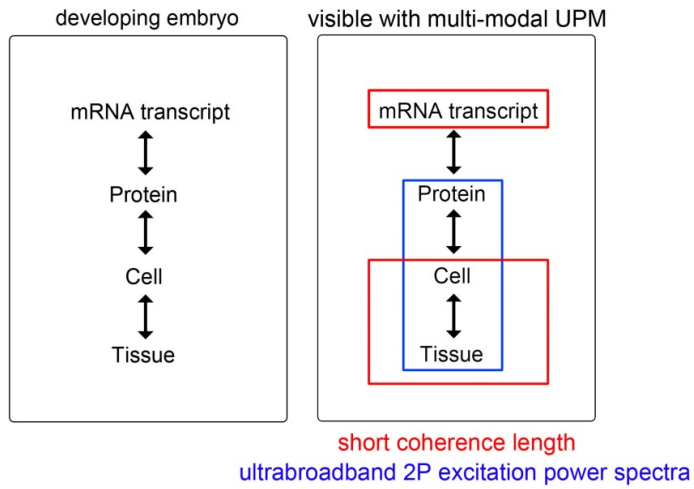 developing embryo
mRNA transcript
Protein
Cell
Tissue
visible with multi-modal UPM
mRNA transcript
Protein
Cell
Tissue
short coherence length
ultrabroadband 2P excitation power spectra